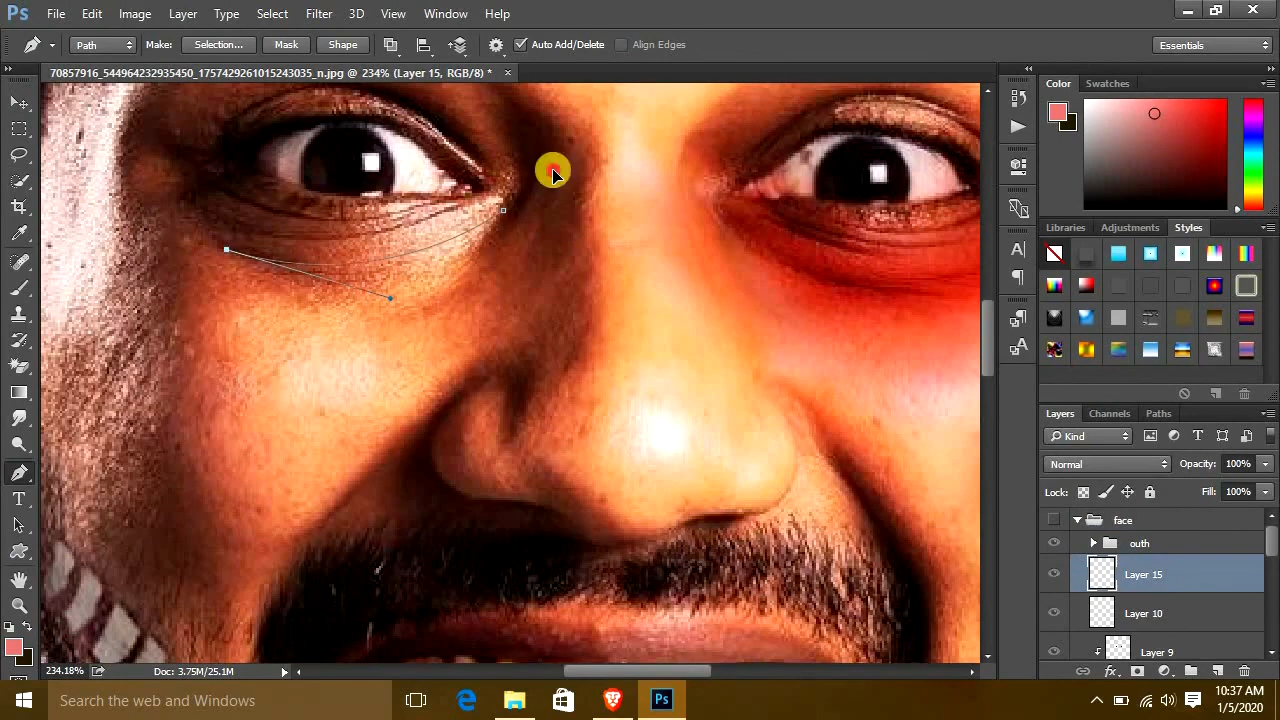 Ps File Edit Image Layer Type Select Filter 3D View Window Help
Path Make: Selection... Mask Shape Auto Add/Delete Align Edges Essentials
70857916_544964232935450_1757429261015243035_n.jpg @ 234% (Layer 15, RGB/8) *
Color Swatches
Libraries Adjustments Styles
Layers Channels Paths
Kind
Normal Opacity: 100%
Lock: Fill: 100%
face
outh
Layer 15
Layer 10
Layer 9
234.18% Doc: 3.75M/25.1M
Search the web and Windows
Ps
10:37 AM
1/5/2020